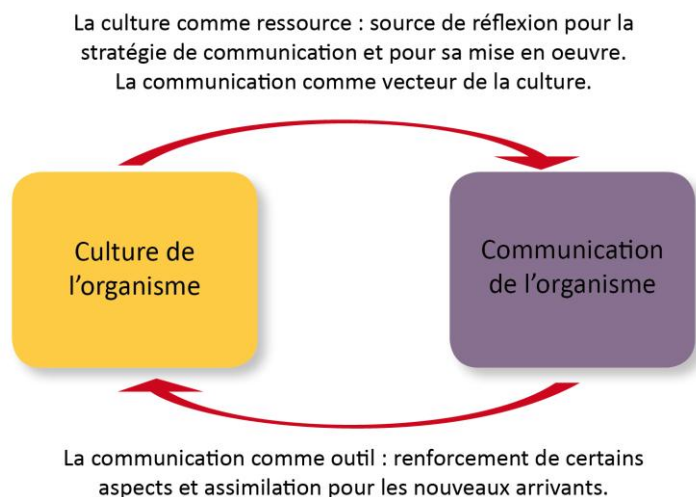 La culture comme ressource : source de réflexion pour la
stratégie de communication et pour sa mise en oeuvre.
La communication comme vecteur de la culture.
Culture de
l’organisme
Communication
de l’organisme
La communication comme outil : renforcement de certains
aspects et assimilation pour les nouveaux arrivants.